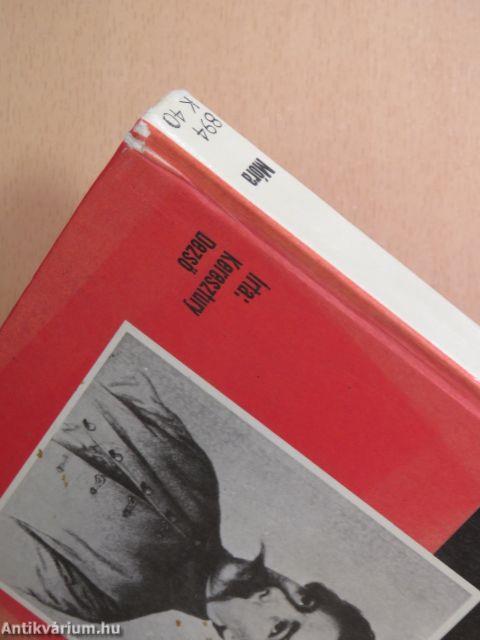 894
K 40
Móra
Írta:
Keresztury
Dezső
Antikvárium.hu